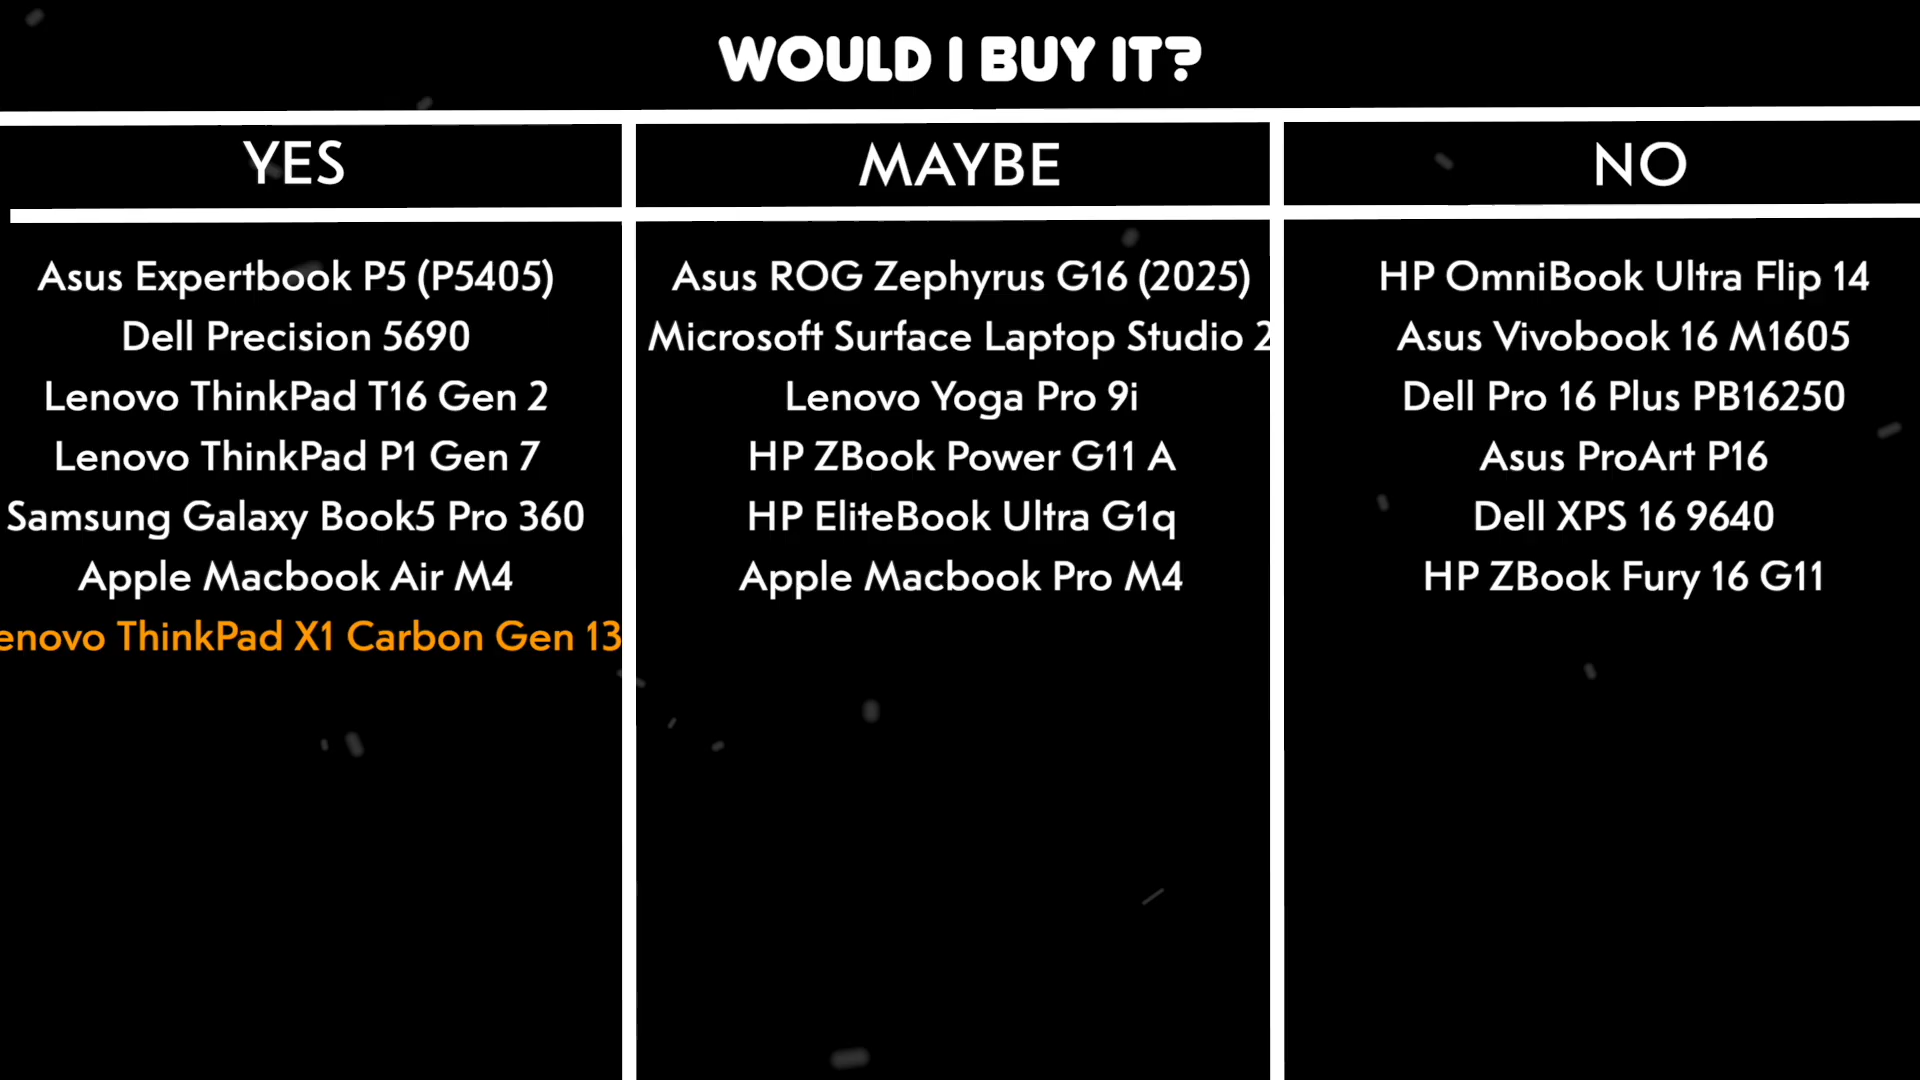 WOULD I BUY IT?
YES
MAYBE
NO
Asus Expertbook P5 (P5405)
Dell Precision 5690
Lenovo ThinkPad T16 Gen 2
Lenovo ThinkPad P1 Gen 7
Samsung Galaxy Book5 Pro 360
Apple Macbook Air M4
enovo ThinkPad X1 Carbon Gen 13
Asus ROG Zephyrus G16 (2025)
Microsoft Surface Laptop Studio 2
Lenovo Yoga Pro 9i
HP ZBook Power G11 A
HP EliteBook Ultra G1q
Apple Macbook Pro M4
HP OmniBook Ultra Flip 14
Asus Vivobook 16 M1605
Dell Pro 16 Plus PB16250
Asus ProArt P16
Dell XPS 16 9640
HP ZBook Fury 16 G11